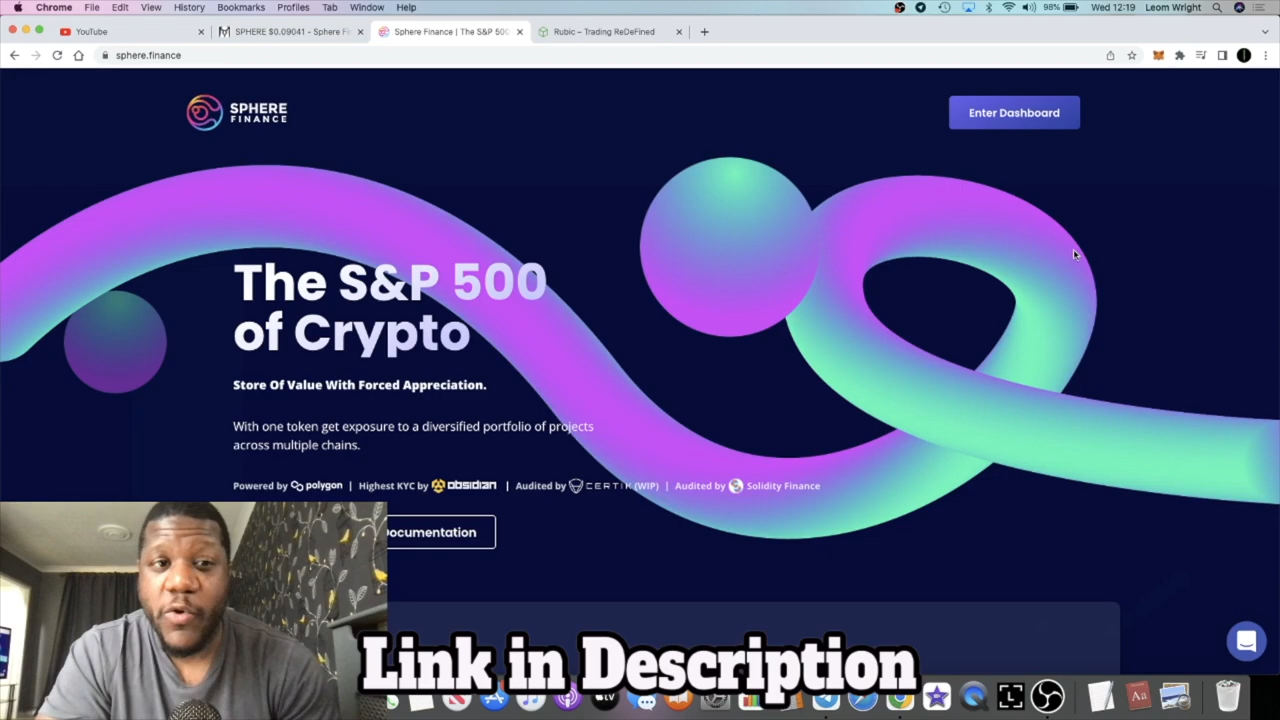 Chrome File Edit View History Bookmarks Profiles Tab Window Help 98% Wed 12:19 Leom Wright
YouTube
SPHERE $0.09041 - Sphere Fi
Sphere Finance | The S&P 500
Rubic – Trading ReDefined
sphere.finance
SPHERE
FINANCE
Enter Dashboard
The S&P 500
of Crypto
Store Of Value With Forced Appreciation.
With one token get exposure to a diversified portfolio of projects
across multiple chains.
Powered by polygon | Highest KYC by OBSIDIAN | Audited by CERTIK (WIP) | Audited by Solidity Finance
Documentation
Link in Description